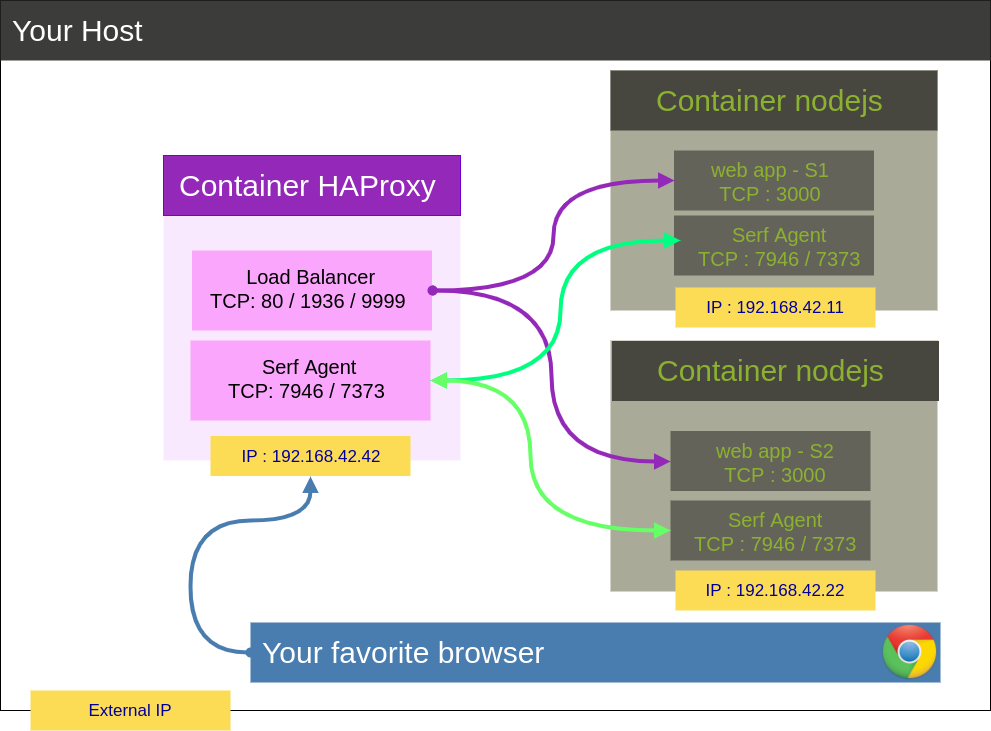 Your Host
Container HAProxy
Load Balancer
TCP: 80 / 1936 / 9999
Serf Agent
TCP: 7946 / 7373
IP : 192.168.42.42
Container nodejs
web app - S1
TCP : 3000
Serf Agent
TCP : 7946 / 7373
IP : 192.168.42.11
Container nodejs
web app - S2
TCP : 3000
Serf Agent
TCP : 7946 / 7373
IP : 192.168.42.22
Your favorite browser
External IP